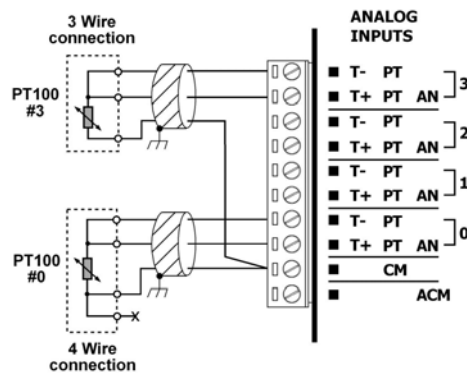 3 Wire
connection
PT100
#3
PT100
#0
4 Wire
connection
ANALOG
INPUTS
T- PT
T+ PT AN
3
T- PT
T+ PT AN
2
T- PT
T+ PT AN
1
T- PT
T+ PT AN
0
CM
ACM